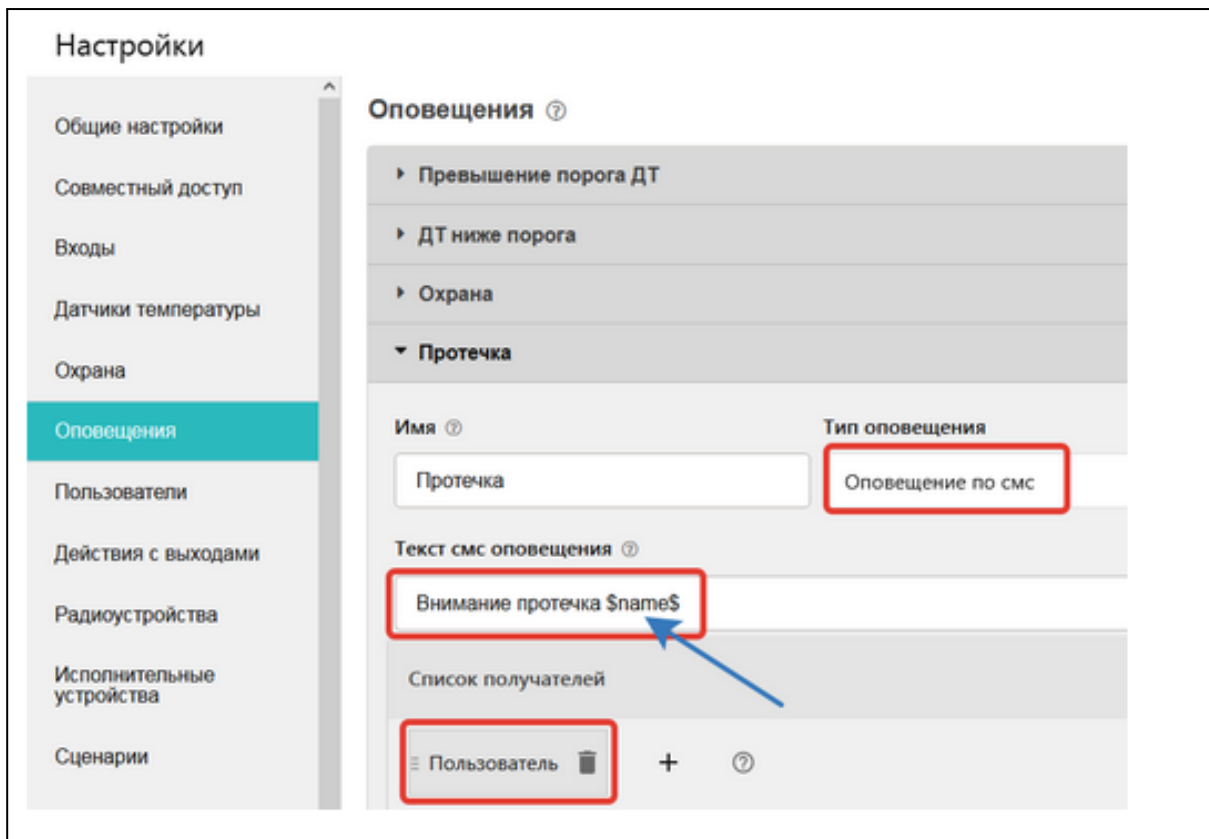 Настройки
Общие настройки
Совместный доступ
Входы
Датчики температуры
Охрана
Оповещения
Пользователи
Действия с выходами
Радиоустройства
Исполнительные
устройства
Сценарии
Оповещения ?
Превышение порога ДТ
ДТ ниже порога
Охрана
Протечка
Имя ? Тип оповещения
Протечка Оповещение по смс
Текст смс оповещения ?
Внимание протечка $name$
Список получателей
Пользователь + ?